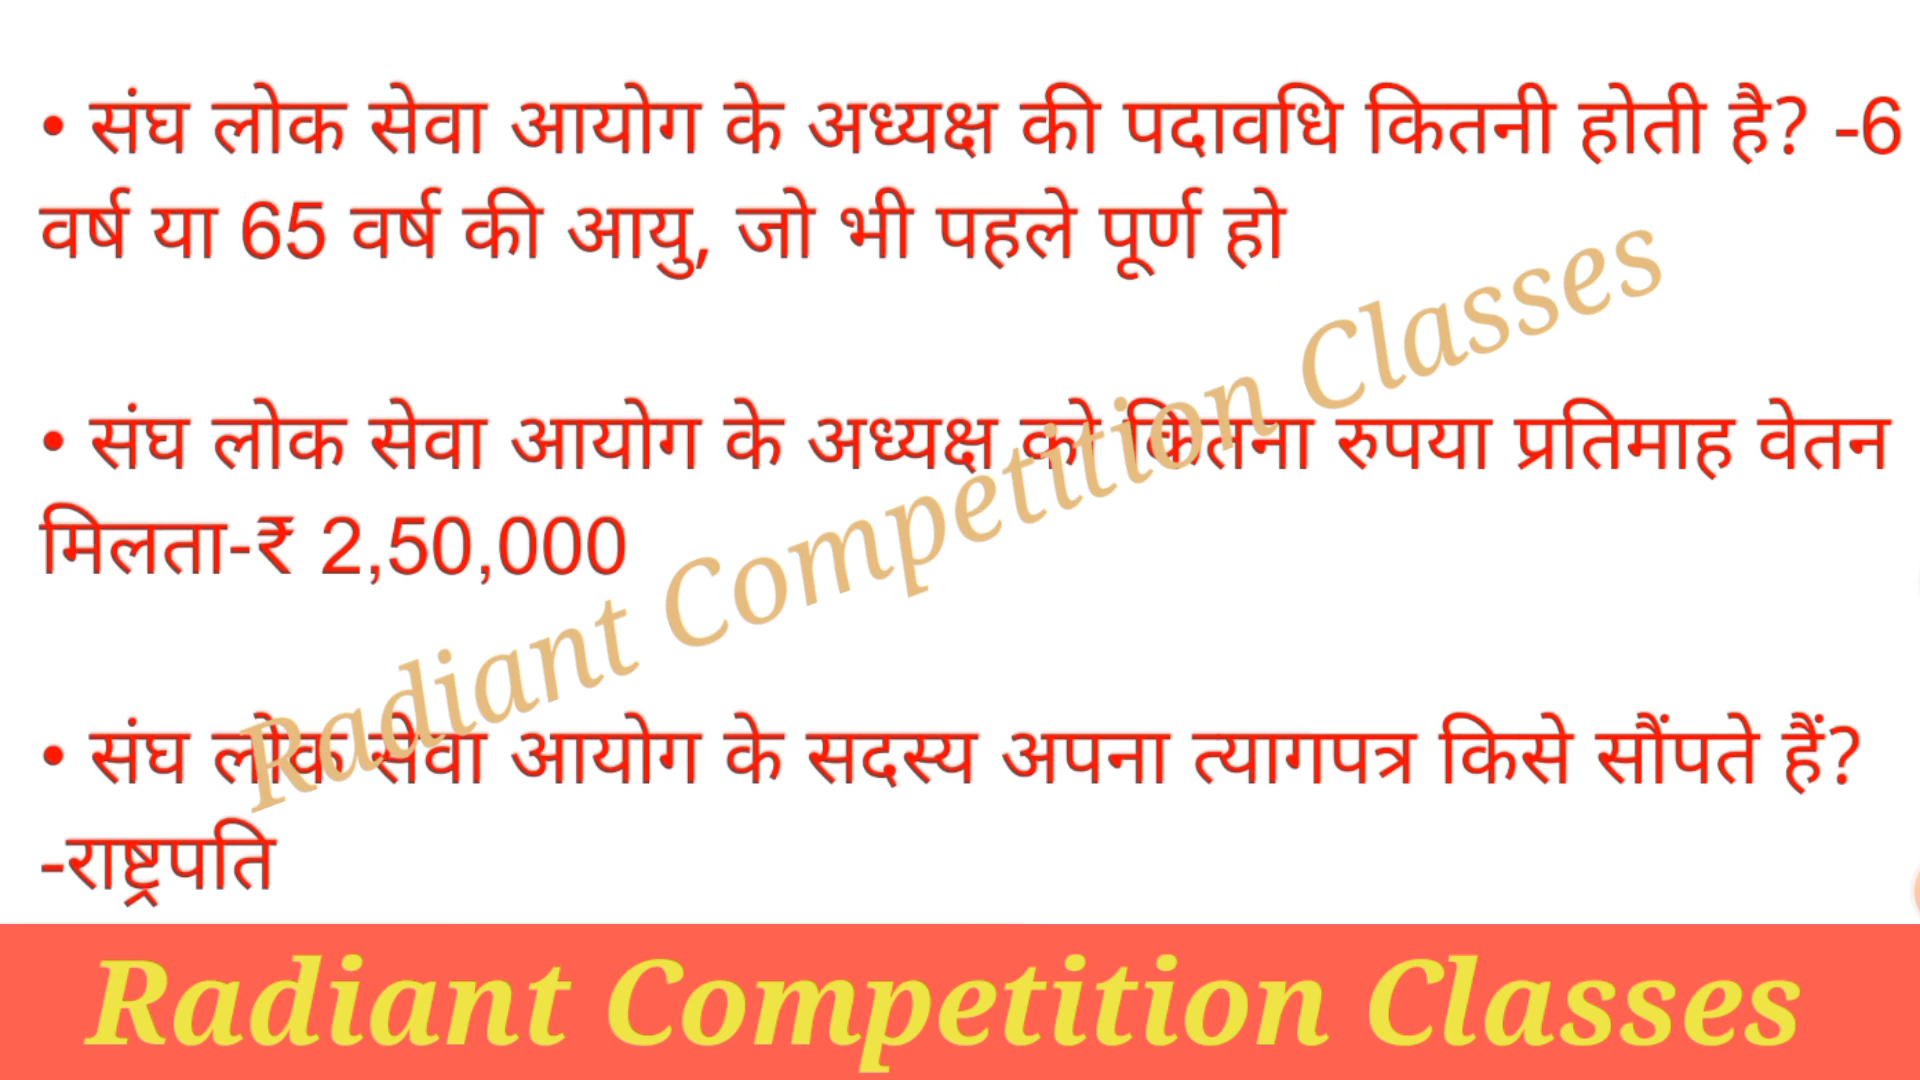 • संघ लोक सेवा आयोग के अध्यक्ष की पदावधि कितनी होती है? -6
वर्ष या 65 वर्ष की आयु, जो भी पहले पूर्ण हो
• संघ लोक सेवा आयोग के अध्यक्ष को कितना रुपया प्रतिमाह वेतन
मिलता-₹ 2,50,000
• संघ लोक सेवा आयोग के सदस्य अपना त्यागपत्र किसे सौंपते हैं?
-राष्ट्रपति
Radiant Competition Classes
Radiant Competition Classes